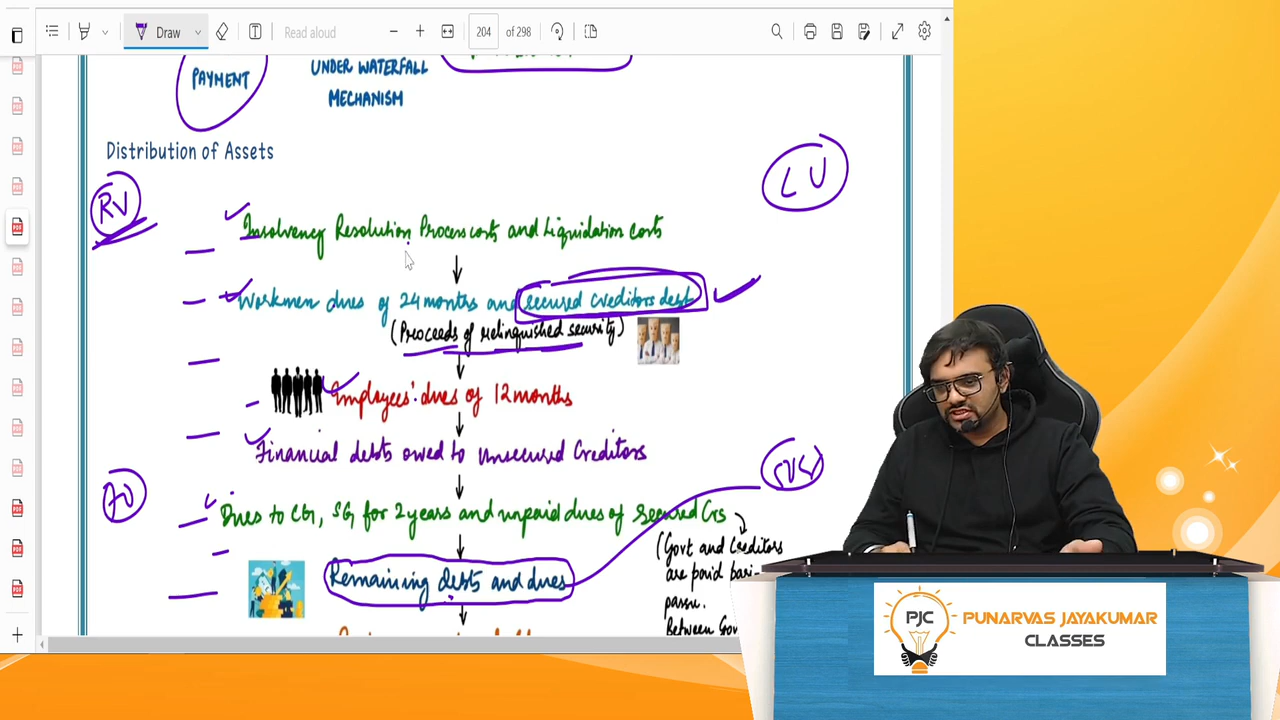 Draw
Read aloud
204
of 298
PAYMENT
UNDER WATERFALL
MECHANISM
Distribution of Assets
RV
LU
Insolvency Resolution Process costs and Liquidation Costs
Workmen dues of 24 months and secured creditors debt
(Proceeds of relinquished security)
Employees' dues of 12 months
Financial debts owed to Unsecured Creditors
Dues to CG, SG for 2 years and unpaid dues of Secured Crs
(Govt and Creditors
are paid pari-
passu.
Between Gov
Remaining debts and dues
PJC
PUNARVAS JAYAKUMAR
CLASSES